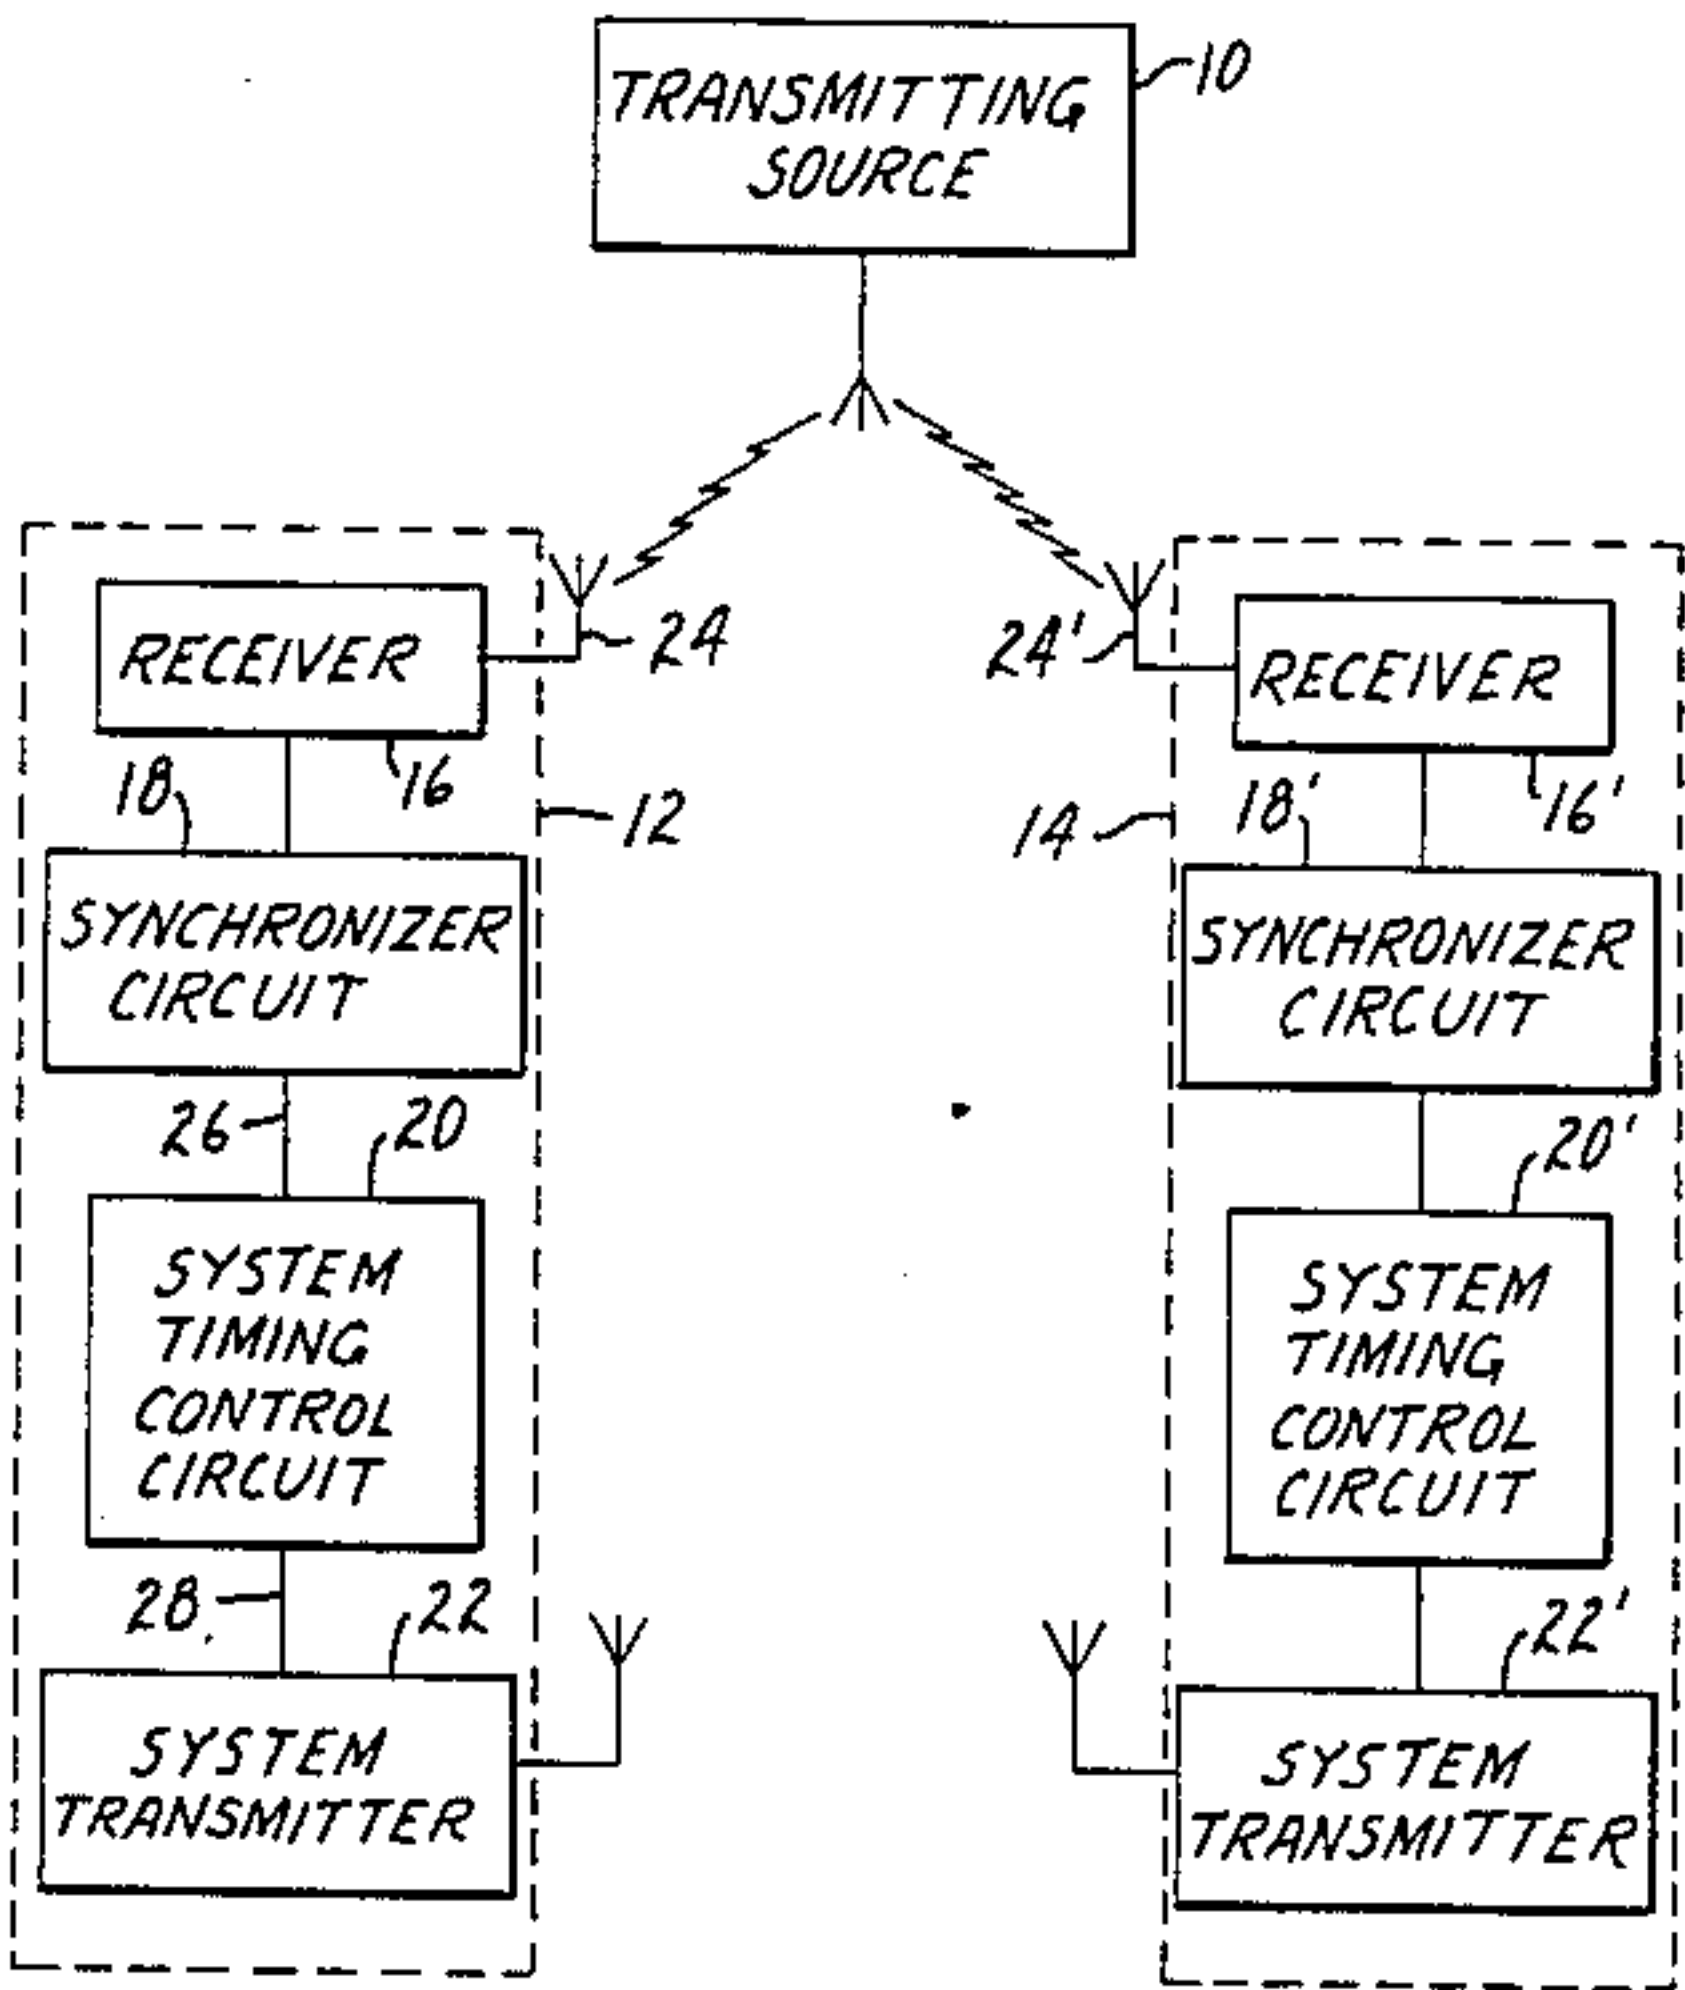 TRANSMITTING
SOURCE
10
RECEIVER
24
16
18
12
SYNCHRONIZER
CIRCUIT
26
20
SYSTEM
TIMING
CONTROL
CIRCUIT
28
22
SYSTEM
TRANSMITTER
24'
RECEIVER
18'
16'
14
SYNCHRONIZER
CIRCUIT
20'
SYSTEM
TIMING
CONTROL
CIRCUIT
22'
SYSTEM
TRANSMITTER